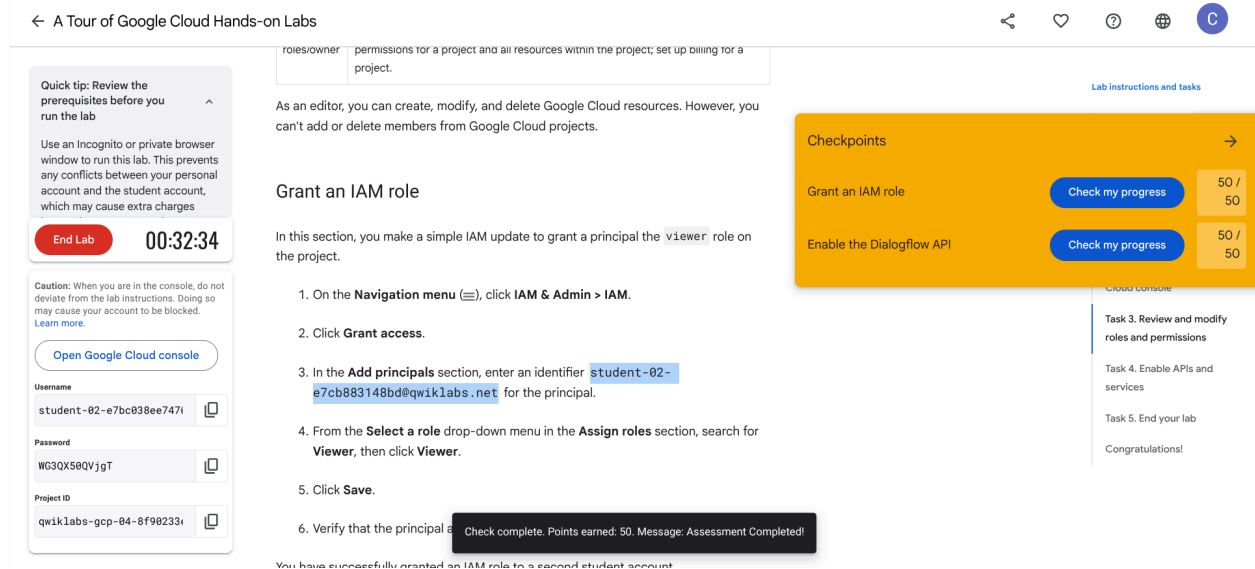 A Tour of Google Cloud Hands-on Labs
C
Quick tip: Review the
prerequisites before you
run the lab
Use an Incognito or private browser
window to run this lab. This prevents
any conflicts between your personal
account and the student account,
which may cause extra charges
End Lab
00:32:34
Caution: When you are in the console, do not
deviate from the lab instructions. Doing so
may cause your account to be blocked.
Learn more.
Open Google Cloud console
Username
student-02-e7bc038ee747
Password
WG3QX50QVjgT
Project ID
qwiklabs-gcp-04-8f90233
roles/owner
permissions for a project and all resources within the project; set up billing for a
project.
As an editor, you can create, modify, and delete Google Cloud resources. However, you
can't add or delete members from Google Cloud projects.
Grant an IAM role
In this section, you make a simple IAM update to grant a principal the viewer role on
the project.
1. On the Navigation menu (), click IAM & Admin > IAM.
2. Click Grant access.
3. In the Add principals section, enter an identifier student-02-
e7cb883148bd@qwiklabs.net for the principal.
4. From the Select a role drop-down menu in the Assign roles section, search for
Viewer, then click Viewer.
5. Click Save.
6. Verify that the principal a
Check complete. Points earned: 50. Message: Assessment Completed!
You have successfully granted an IAM role to a second student account.
Lab instructions and tasks
Checkpoints
Grant an IAM role
Check my progress
50 /
50
Enable the Dialogflow API
Check my progress
50 /
50
Cloud console
Task 3. Review and modify
roles and permissions
Task 4. Enable APIs and
services
Task 5. End your lab
Congratulations!